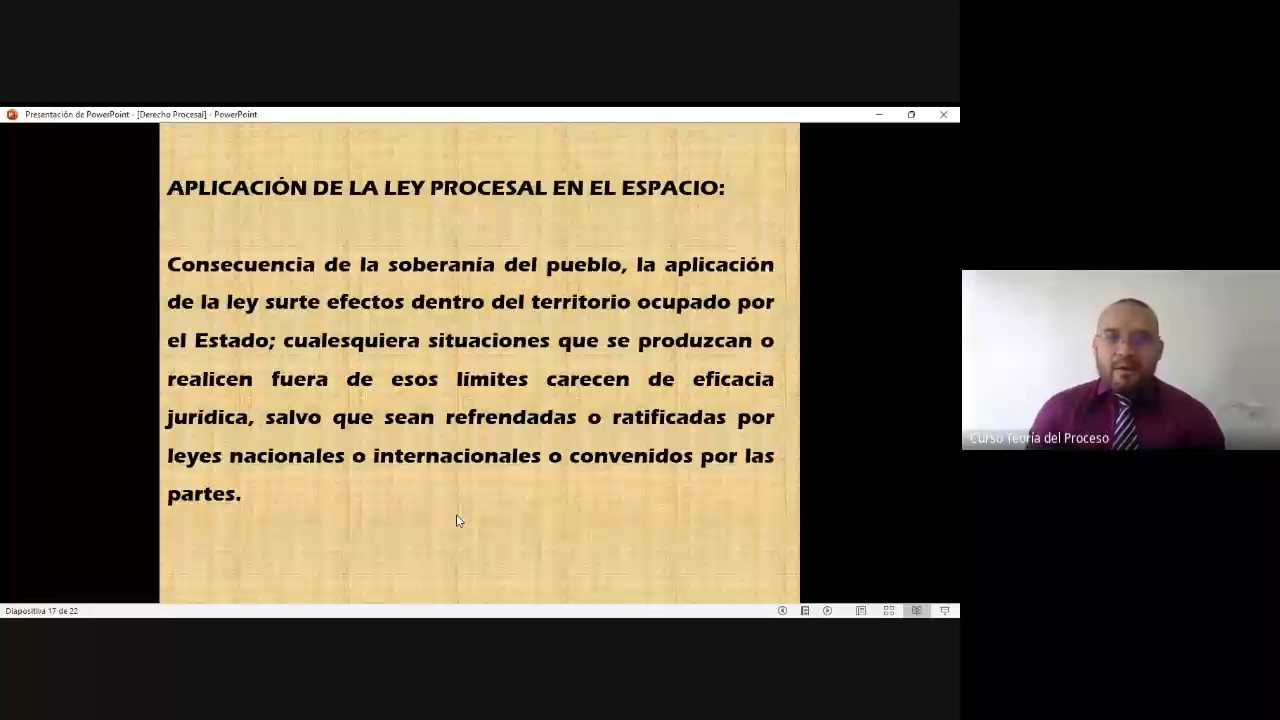 Presentación de PowerPoint - [Derecho Procesal] - PowerPoint
APLICACIÓN DE LA LEY PROCESAL EN EL ESPACIO:
Consecuencia de la soberanía del pueblo, la aplicación
de la ley surte efectos dentro del territorio ocupado por
el Estado; cualesquiera situaciones que se produzcan o
realicen fuera de esos límites carecen de eficacia
jurídica, salvo que sean refrendadas o ratificadas por
leyes nacionales o internacionales o convenidos por las
partes.
Curso Teoría del Proceso
Diapositiva 17 de 22